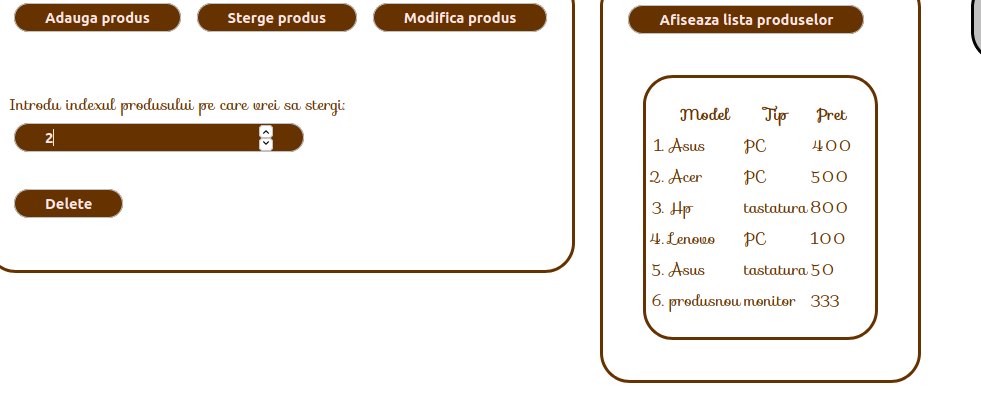 Adauga produs Sterge produs Modifica produs
Introdu indexul produsului pe care vrei sa stergi:
2
Delete
Afiseaza lista produselor
Model Tip Pret
1. Asus PC 400
2. Acer PC 500
3. Hp tastatura 800
4. Lenovo PC 100
5. Asus tastatura 50
6. produsnou monitor 333